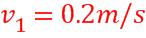 v₁ = 0.2m/s